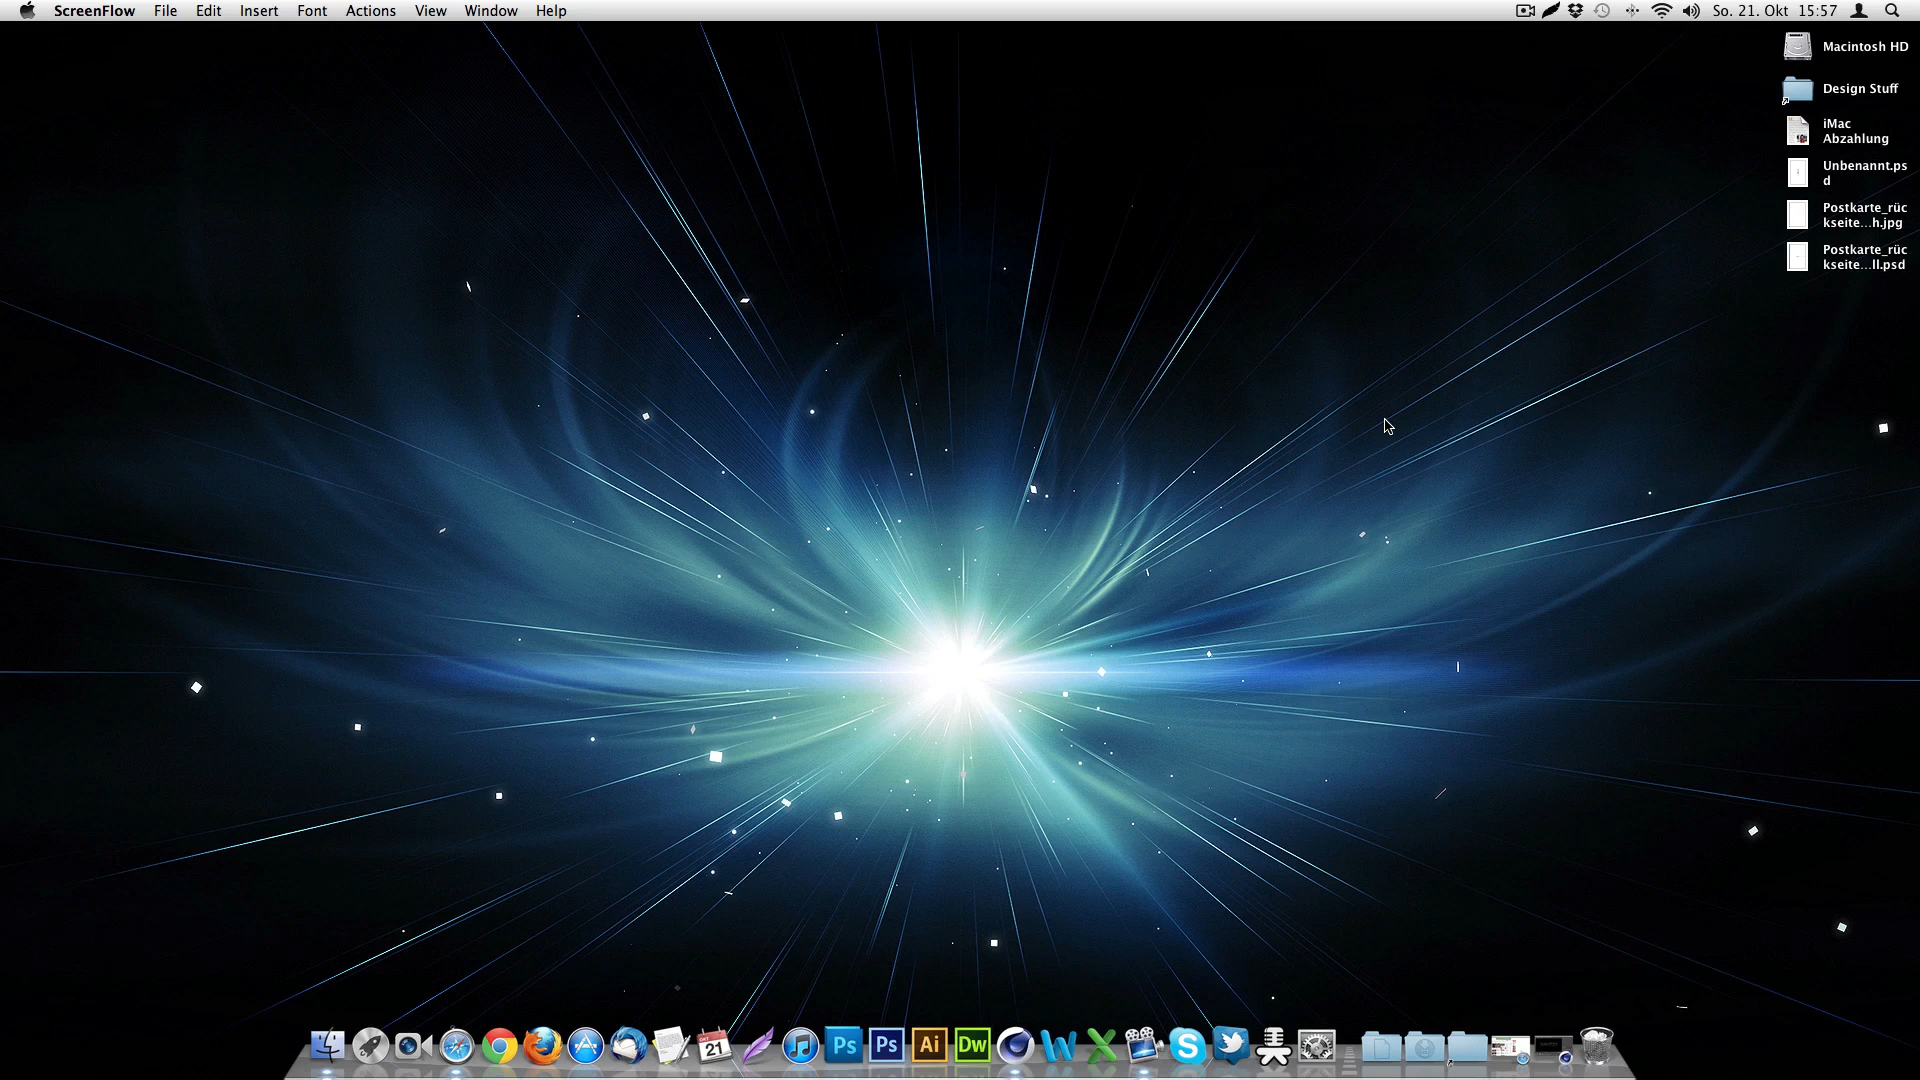 ScreenFlow File Edit Insert Font Actions View Window Help So. 21. Okt 15:57
Macintosh HD
Design Stuff
iMac
Abzahlung
Unbenannt.ps
d
Postkarte_rüc
kseite...h.jpg
Postkarte_rüc
kseite...ll.psd
OKT
21
Ps
Ps
Ai
Dw